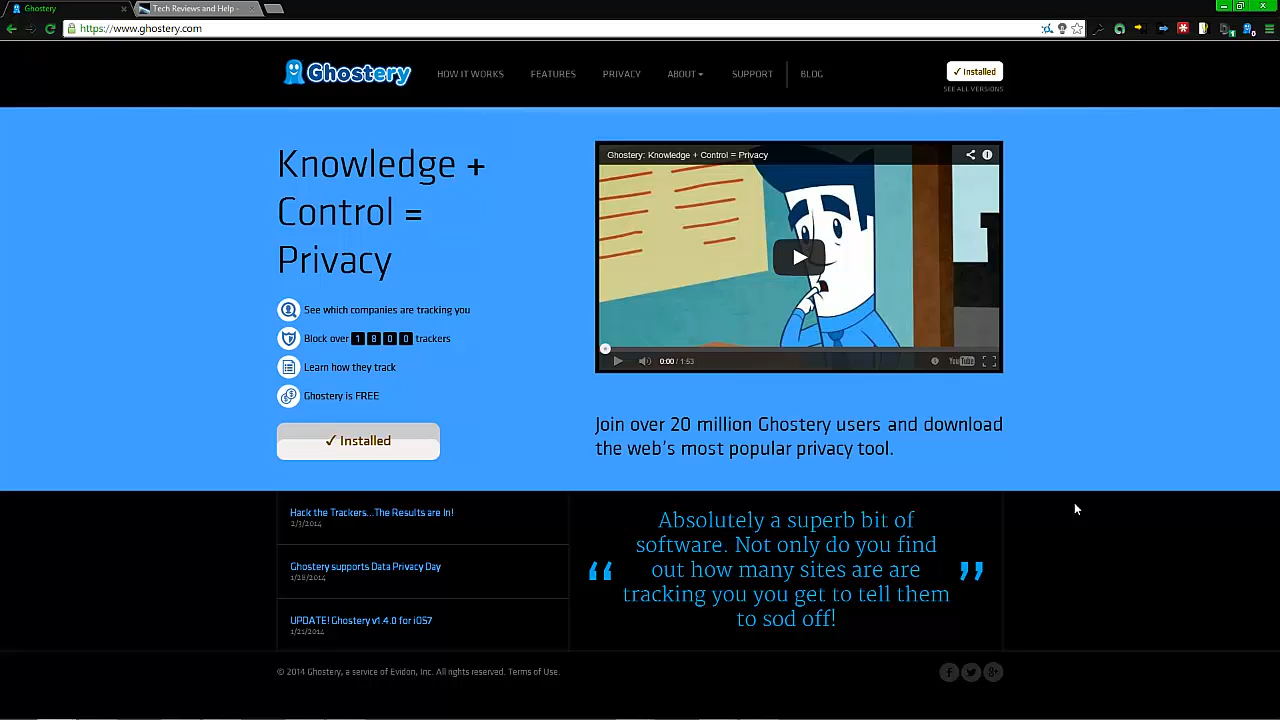 Ghostery
Tech Reviews and Help -
https://www.ghostery.com
Ghostery
HOW IT WORKS
FEATURES
PRIVACY
ABOUT
SUPPORT
BLOG
✓ Installed
SEE ALL VERSIONS
Knowledge +
Control =
Privacy
See which companies are tracking you
Block over 1800 trackers
Learn how they track
Ghostery is FREE
✓ Installed
Ghostery: Knowledge + Control = Privacy
0:00 / 1:53
YouTube
Join over 20 million Ghostery users and download
the web's most popular privacy tool.
Hack the Trackers...The Results are In!
2/3/2014
Ghostery supports Data Privacy Day
1/28/2014
UPDATE! Ghostery v1.4.0 for iOS7
1/21/2014
“ Absolutely a superb bit of
software. Not only do you find
out how many sites are are
tracking you you get to tell them
to sod off! ”
© 2014 Ghostery, a service of Evidon, Inc. All rights reserved. Terms of Use.